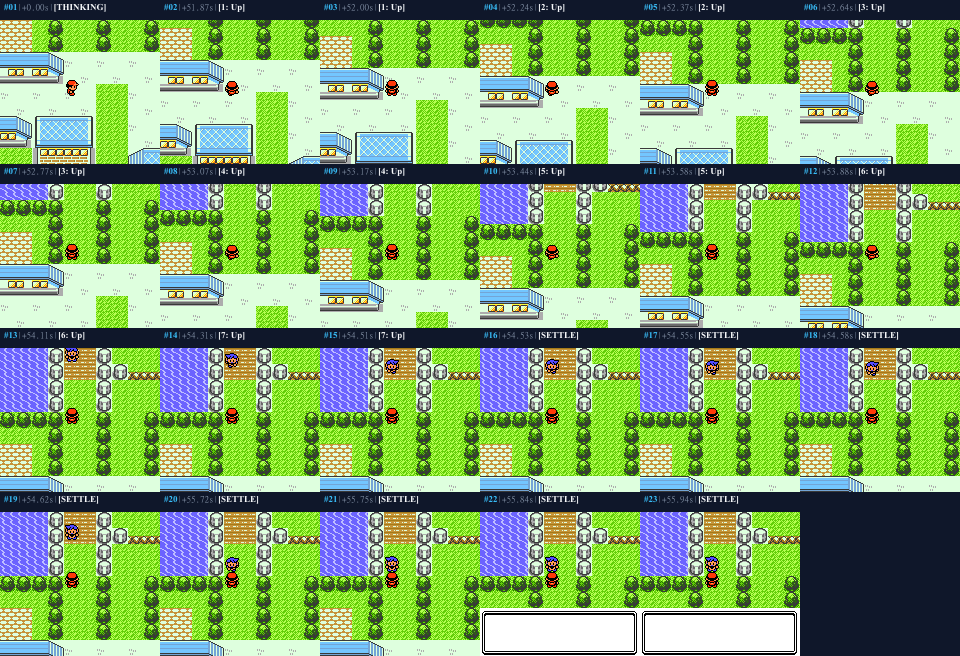 #01|+0.00s|[THINKING]
#02|+51.87s|[1: Up]
#03|+52.00s|[1: Up]
#04|+52.24s|[2: Up]
#05|+52.37s|[2: Up]
#06|+52.64s|[3: Up]
#07|+52.77s|[3: Up]
#08|+53.07s|[4: Up]
#09|+53.17s|[4: Up]
#10|+53.44s|[5: Up]
#11|+53.58s|[5: Up]
#12|+53.88s|[6: Up]
#13|+54.11s|[6: Up]
#14|+54.31s|[7: Up]
#15|+54.51s|[7: Up]
#16|+54.53s|[SETTLE]
#17|+54.55s|[SETTLE]
#18|+54.58s|[SETTLE]
#19|+54.62s|[SETTLE]
#20|+55.72s|[SETTLE]
#21|+55.75s|[SETTLE]
#22|+55.84s|[SETTLE]
#23|+55.94s|[SETTLE]